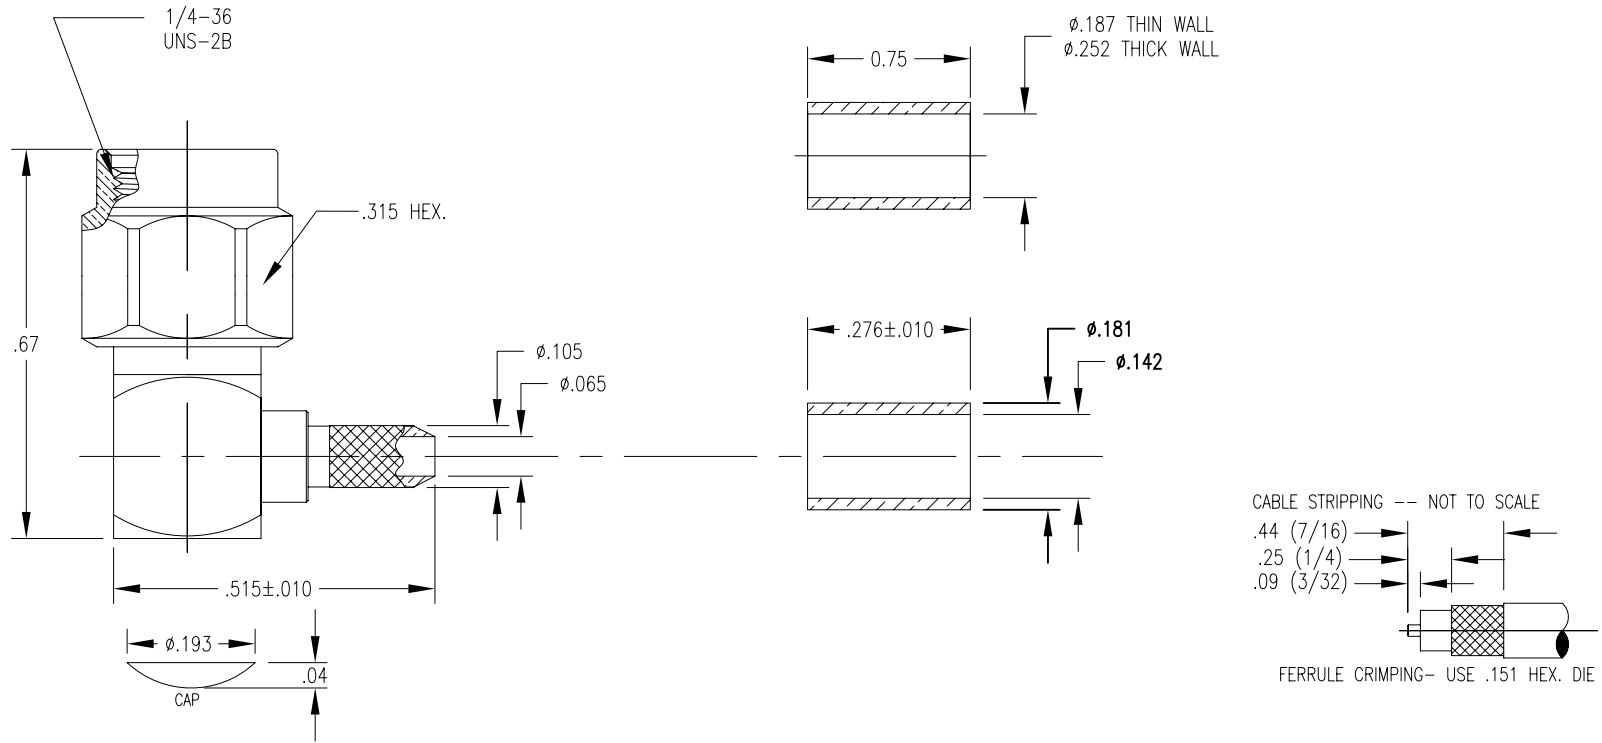 1/4-36
UNS-2B
.315 HEX.
.67
ø.105
ø.065
.515±.010
ø.193
.04
CAP
ø.187 THIN WALL
ø.252 THICK WALL
0.75
.276±.010
ø.181
ø.142
CABLE STRIPPING -- NOT TO SCALE
.44 (7/16)
.25 (1/4)
.09 (3/32)
FERRULE CRIMPING- USE .151 HEX. DIE